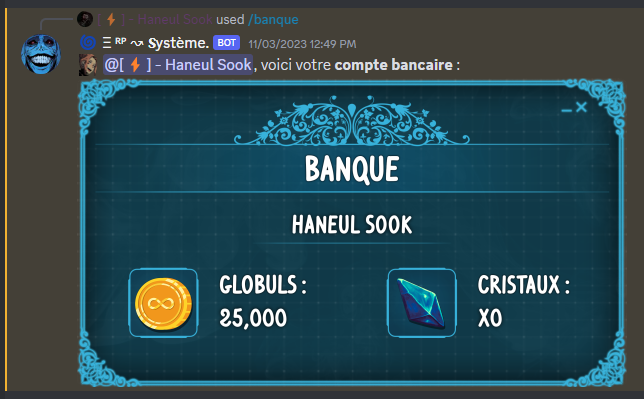 [⚡] - Haneul Sook used /banque
Ξ ᴿᴾ ↝ Système. BOT 11/03/2023 12:49 PM
@[⚡] - Haneul Sook, voici votre compte bancaire :
BANQUE
HANEUL SOOK
GLOBULS :
25,000
CRISTAUX :
X0